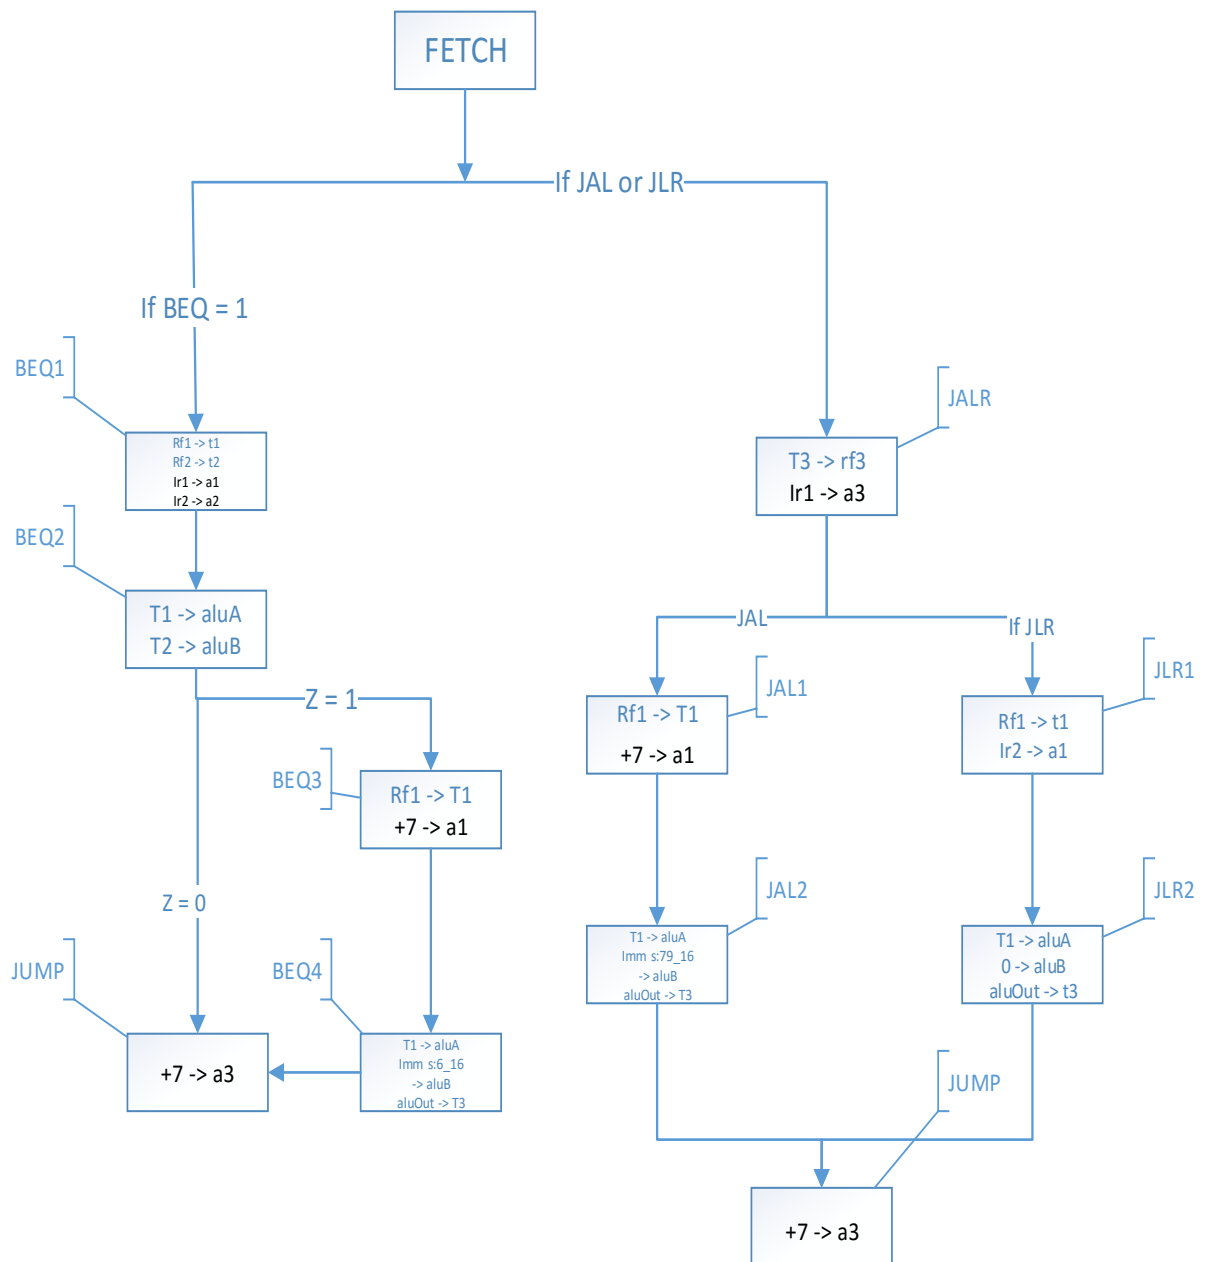 FETCH
If JAL or JLR
If BEQ = 1
BEQ1
Rf1 -> t1
Rf2 -> t2
Ir1 -> a1
Ir2 -> a2
JALR
T3 -> rf3
Ir1 -> a3
BEQ2
T1 -> aluA
T2 -> aluB
JAL
If JLR
Z = 1
JAL1
Rf1 -> T1
+7 -> a1
JLR1
Rf1 -> t1
Ir2 -> a1
BEQ3
Rf1 -> T1
+7 -> a1
Z = 0
JAL2
T1 -> aluA
Imm s:79_16
-> aluB
aluOut -> T3
JLR2
T1 -> aluA
0 -> aluB
aluOut -> t3
JUMP
+7 -> a3
BEQ4
T1 -> aluA
Imm s:6_16
-> aluB
aluOut -> T3
JUMP
+7 -> a3